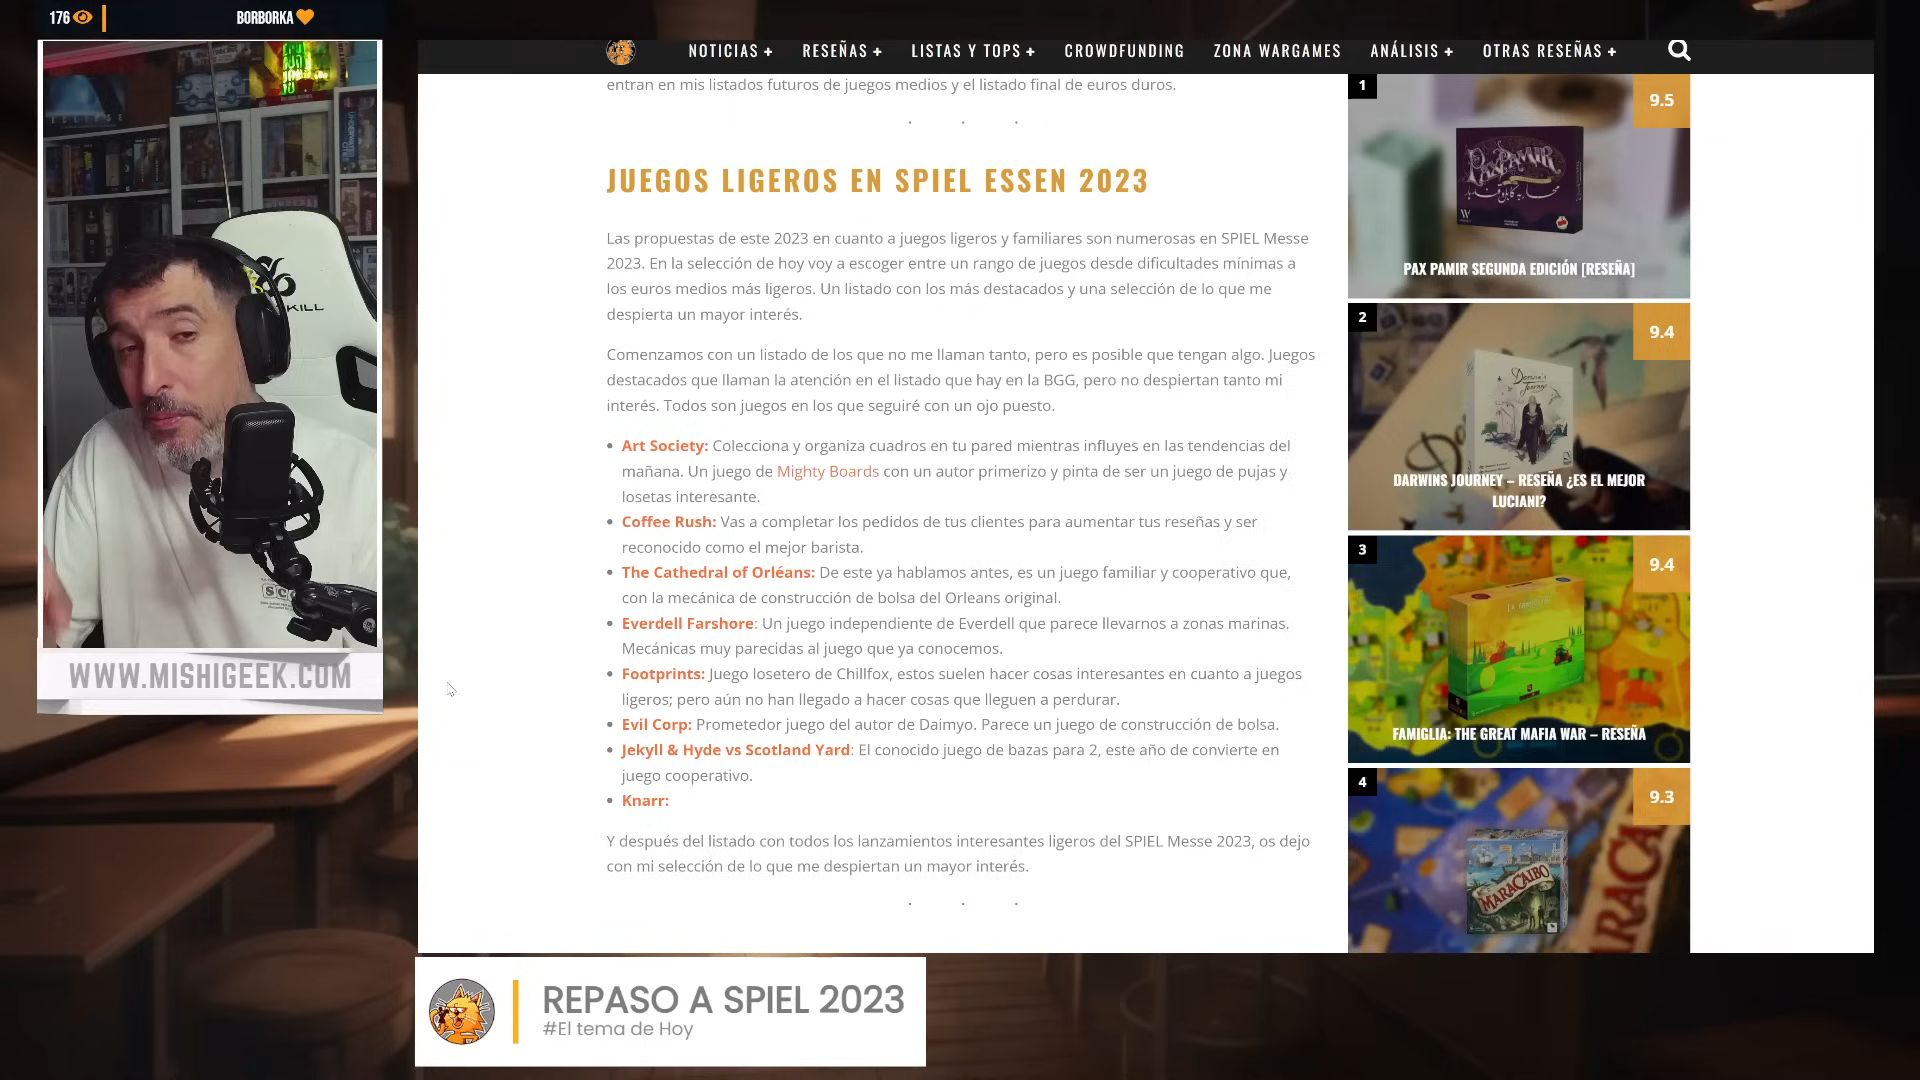 176
BORBORKA
KILL
WWW.MISHIGEEK.COM
NOTICIAS + RESEÑAS + LISTAS Y TOPS + CROWDFUNDING ZONA WARGAMES ANÁLISIS + OTRAS RESEÑAS +
entran en mis listados futuros de juegos medios y el listado final de euros duros.
JUEGOS LIGEROS EN SPIEL ESSEN 2023
Las propuestas de este 2023 en cuanto a juegos ligeros y familiares son numerosas en SPIEL Messe
2023. En la selección de hoy voy a escoger entre un rango de juegos desde dificultades mínimas a
los euros medios más ligeros. Un listado con los más destacados y una selección de lo que me
despierta un mayor interés.
Comenzamos con un listado de los que no me llaman tanto, pero es posible que tengan algo. Juegos
destacados que llaman la atención en el listado que hay en la BGG, pero no despiertan tanto mi
interés. Todos son juegos en los que seguiré con un ojo puesto.
• Art Society: Colecciona y organiza cuadros en tu pared mientras influyes en las tendencias del
mañana. Un juego de Mighty Boards con un autor primerizo y pinta de ser un juego de pujas y
losetas interesante.
• Coffee Rush: Vas a completar los pedidos de tus clientes para aumentar tus reseñas y ser
reconocido como el mejor barista.
• The Cathedral of Orléans: De este ya hablamos antes, es un juego familiar y cooperativo que,
con la mecánica de construcción de bolsa del Orleans original.
• Everdell Farshore: Un juego independiente de Everdell que parece llevarnos a zonas marinas.
Mecánicas muy parecidas al juego que ya conocemos.
• Footprints: Juego losetero de Chillfox, estos suelen hacer cosas interesantes en cuanto a juegos
ligeros; pero aún no han llegado a hacer cosas que lleguen a perdurar.
• Evil Corp: Prometedor juego del autor de Daimyo. Parece un juego de construcción de bolsa.
• Jekyll & Hyde vs Scotland Yard: El conocido juego de bazas para 2, este año de convierte en
juego cooperativo.
• Knarr:
Y después del listado con todos los lanzamientos interesantes ligeros del SPIEL Messe 2023, os dejo
con mi selección de lo que me despiertan un mayor interés.
1
9.5
PAX PAMIR
PAX PAMIR SEGUNDA EDICIÓN [RESEÑA]
2
9.4
Darwin's Journey
DARWINS JOURNEY – RESEÑA ¿ES EL MEJOR
LUCIANI?
3
9.4
FAMIGLIA: THE GREAT MAFIA WAR – RESEÑA
4
9.3
MARACAIBO
REPASO A SPIEL 2023
#El tema de Hoy